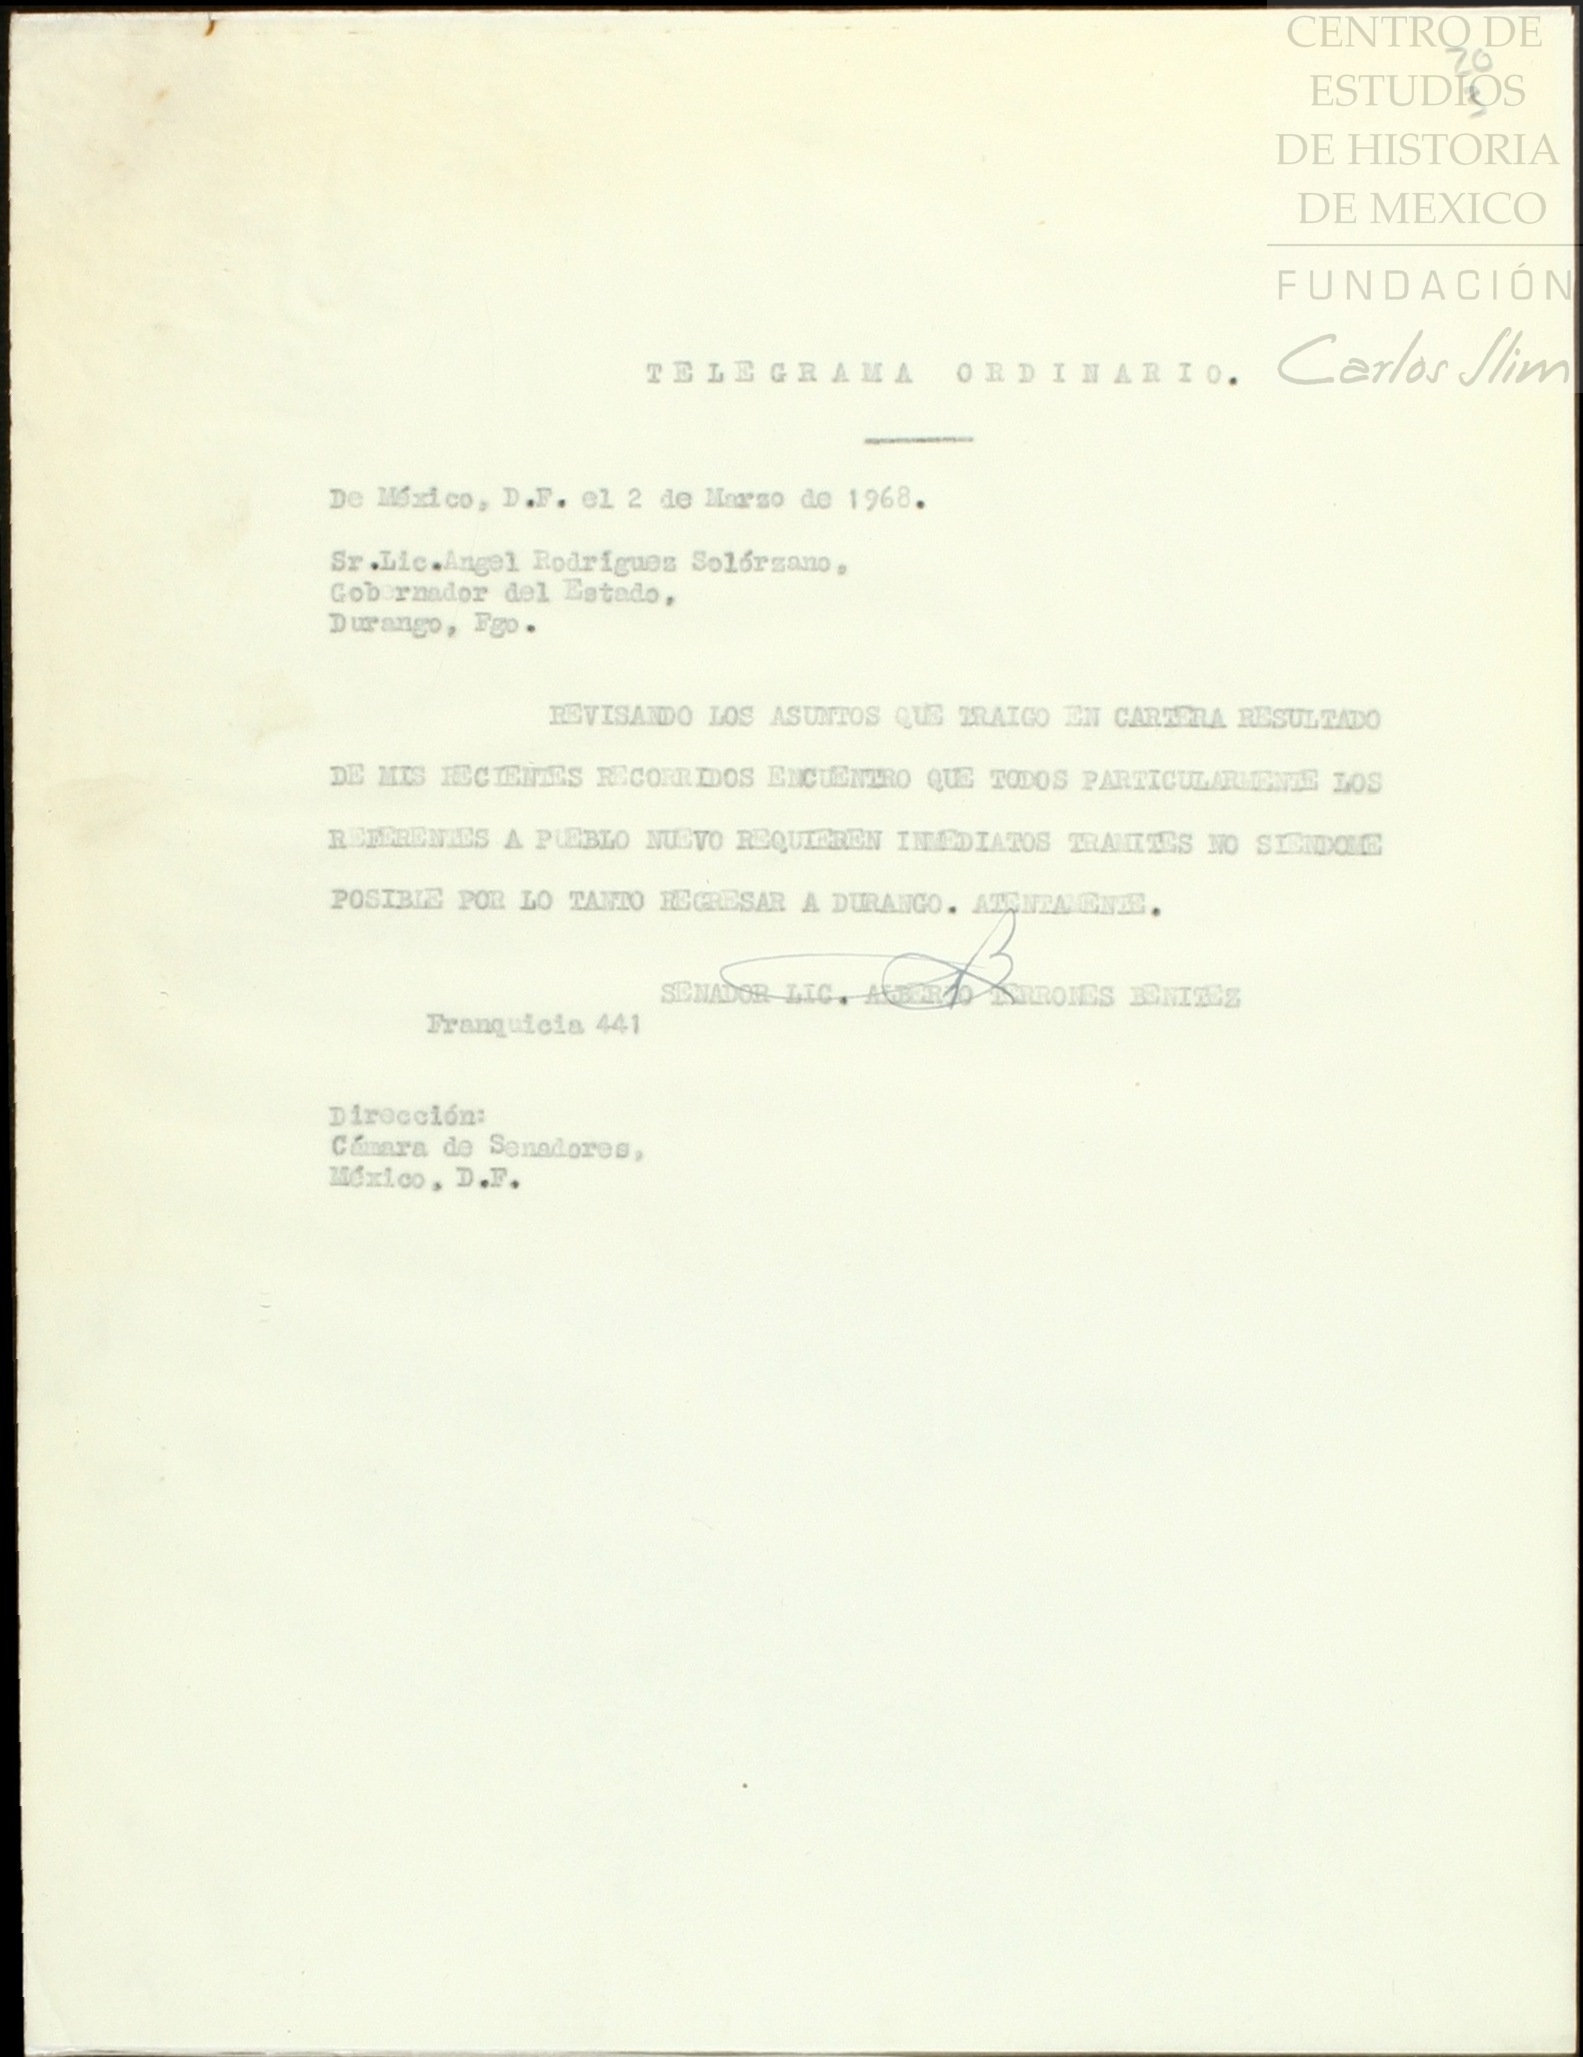 CENTRO DE
ESTUDIOS
DE HISTORIA
DE MEXICO
FUNDACIÓN
Carlos Slim
20
3
TELEGRAMA ORDINARIO.
De México, D.F. el 2 de Marzo de 1968.
Sr.Lic.Angel Rodríguez Solórzano,
Gobernador del Estado,
Durango, Fgo.
REVISANDO LOS ASUNTOS QUE TRAIGO EN CARTERA RESULTADO
DE MIS RECIENTES RECORRIDOS ENCUENTRO QUE TODOS PARTICULARMENTE LOS
REFERENTES A PUEBLO NUEVO REQUIEREN INMEDIATOS TRAMITES NO SIENDOME
POSIBLE POR LO TANTO REGRESAR A DURANGO. ATENTAMENTE.
SENADOR LIC. ALBERTO TERRONES BENITEZ
Franquicia 441
Dirección:
Cámara de Senadores,
México, D.F.